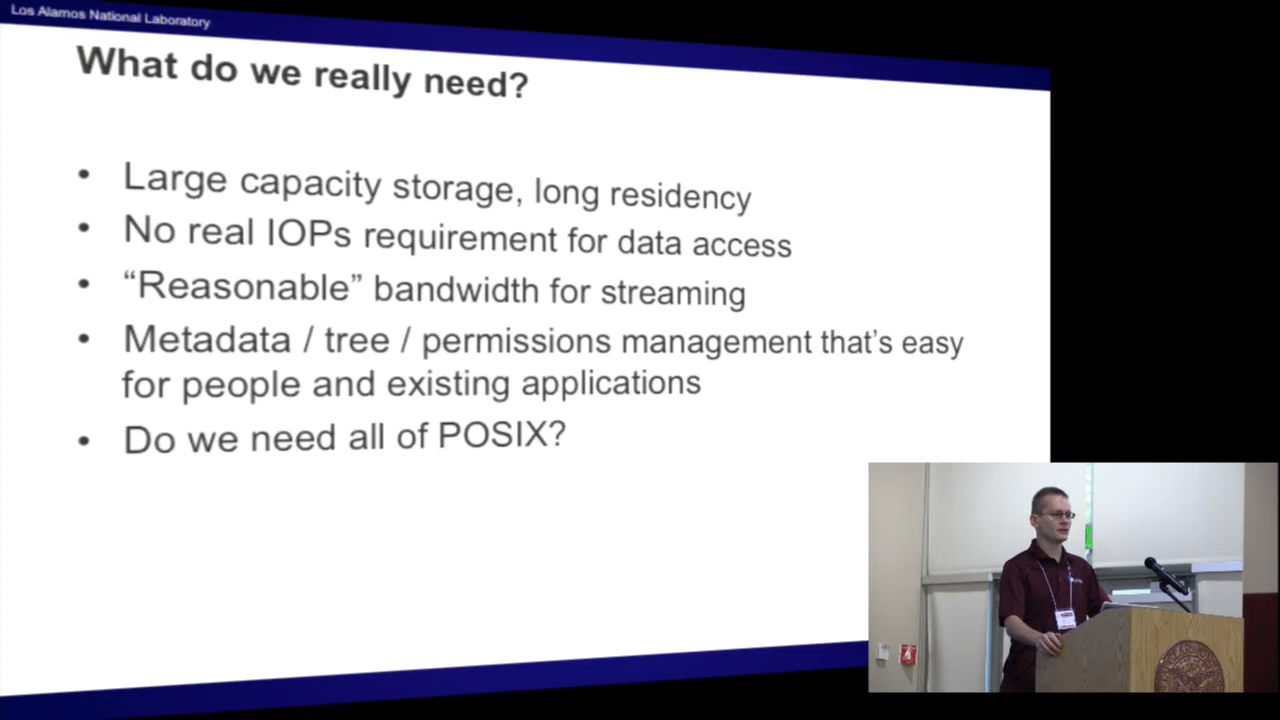 Los Alamos National Laboratory
What do we really need?
• Large capacity storage, long residency
• No real IOPs requirement for data access
• “Reasonable” bandwidth for streaming
• Metadata / tree / permissions management that’s easy
for people and existing applications
• Do we need all of POSIX?